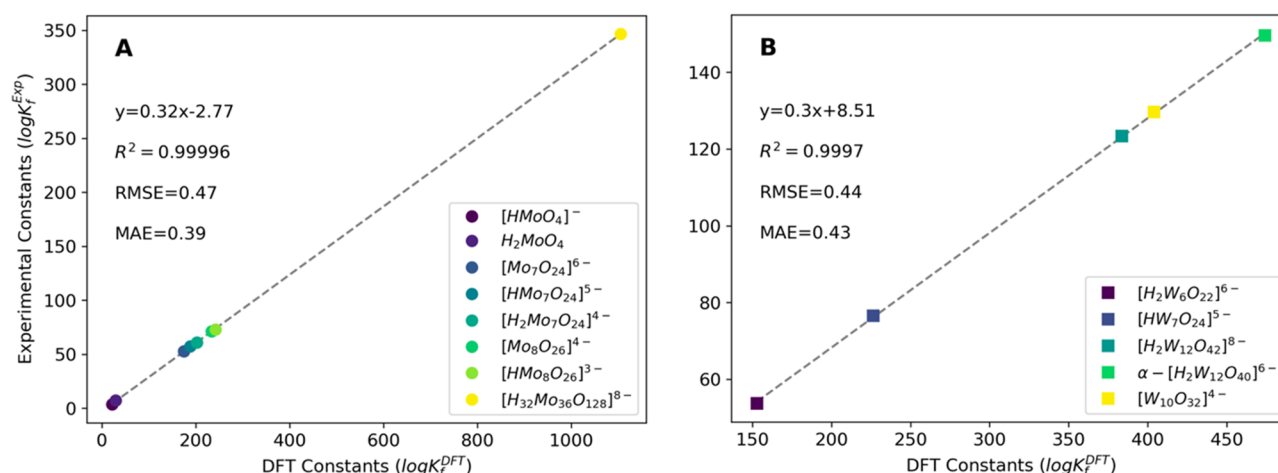 A
y=0.32x-2.77
R² = 0.99996
RMSE=0.47
MAE=0.39
[HMoO₄]⁻
H₂MoO₄
[Mo₇O₂₄]⁶⁻
[HMo₇O₂₄]⁵⁻
[H₂Mo₇O₂₄]⁴⁻
[Mo₈O₂₆]⁴⁻
[HMo₈O₂₆]³⁻
[H₃₂Mo₃₆O₁₂₈]⁸⁻
350
300
250
200
150
100
50
0
Experimental Constants (logK_f^Exp)
0 200 400 600 800 1000
DFT Constants (logK_f^DFT)
B
y=0.3x+8.51
R² = 0.9997
RMSE=0.44
MAE=0.43
[H₂W₆O₂₂]⁶⁻
[HW₇O₂₄]⁵⁻
[H₂W₁₂O₄₂]⁸⁻
α − [H₂W₁₂O₄₀]⁶⁻
[W₁₀O₃₂]⁴⁻
140
120
100
80
60
150 200 250 300 350 400 450
DFT Constants (logK_f^DFT)